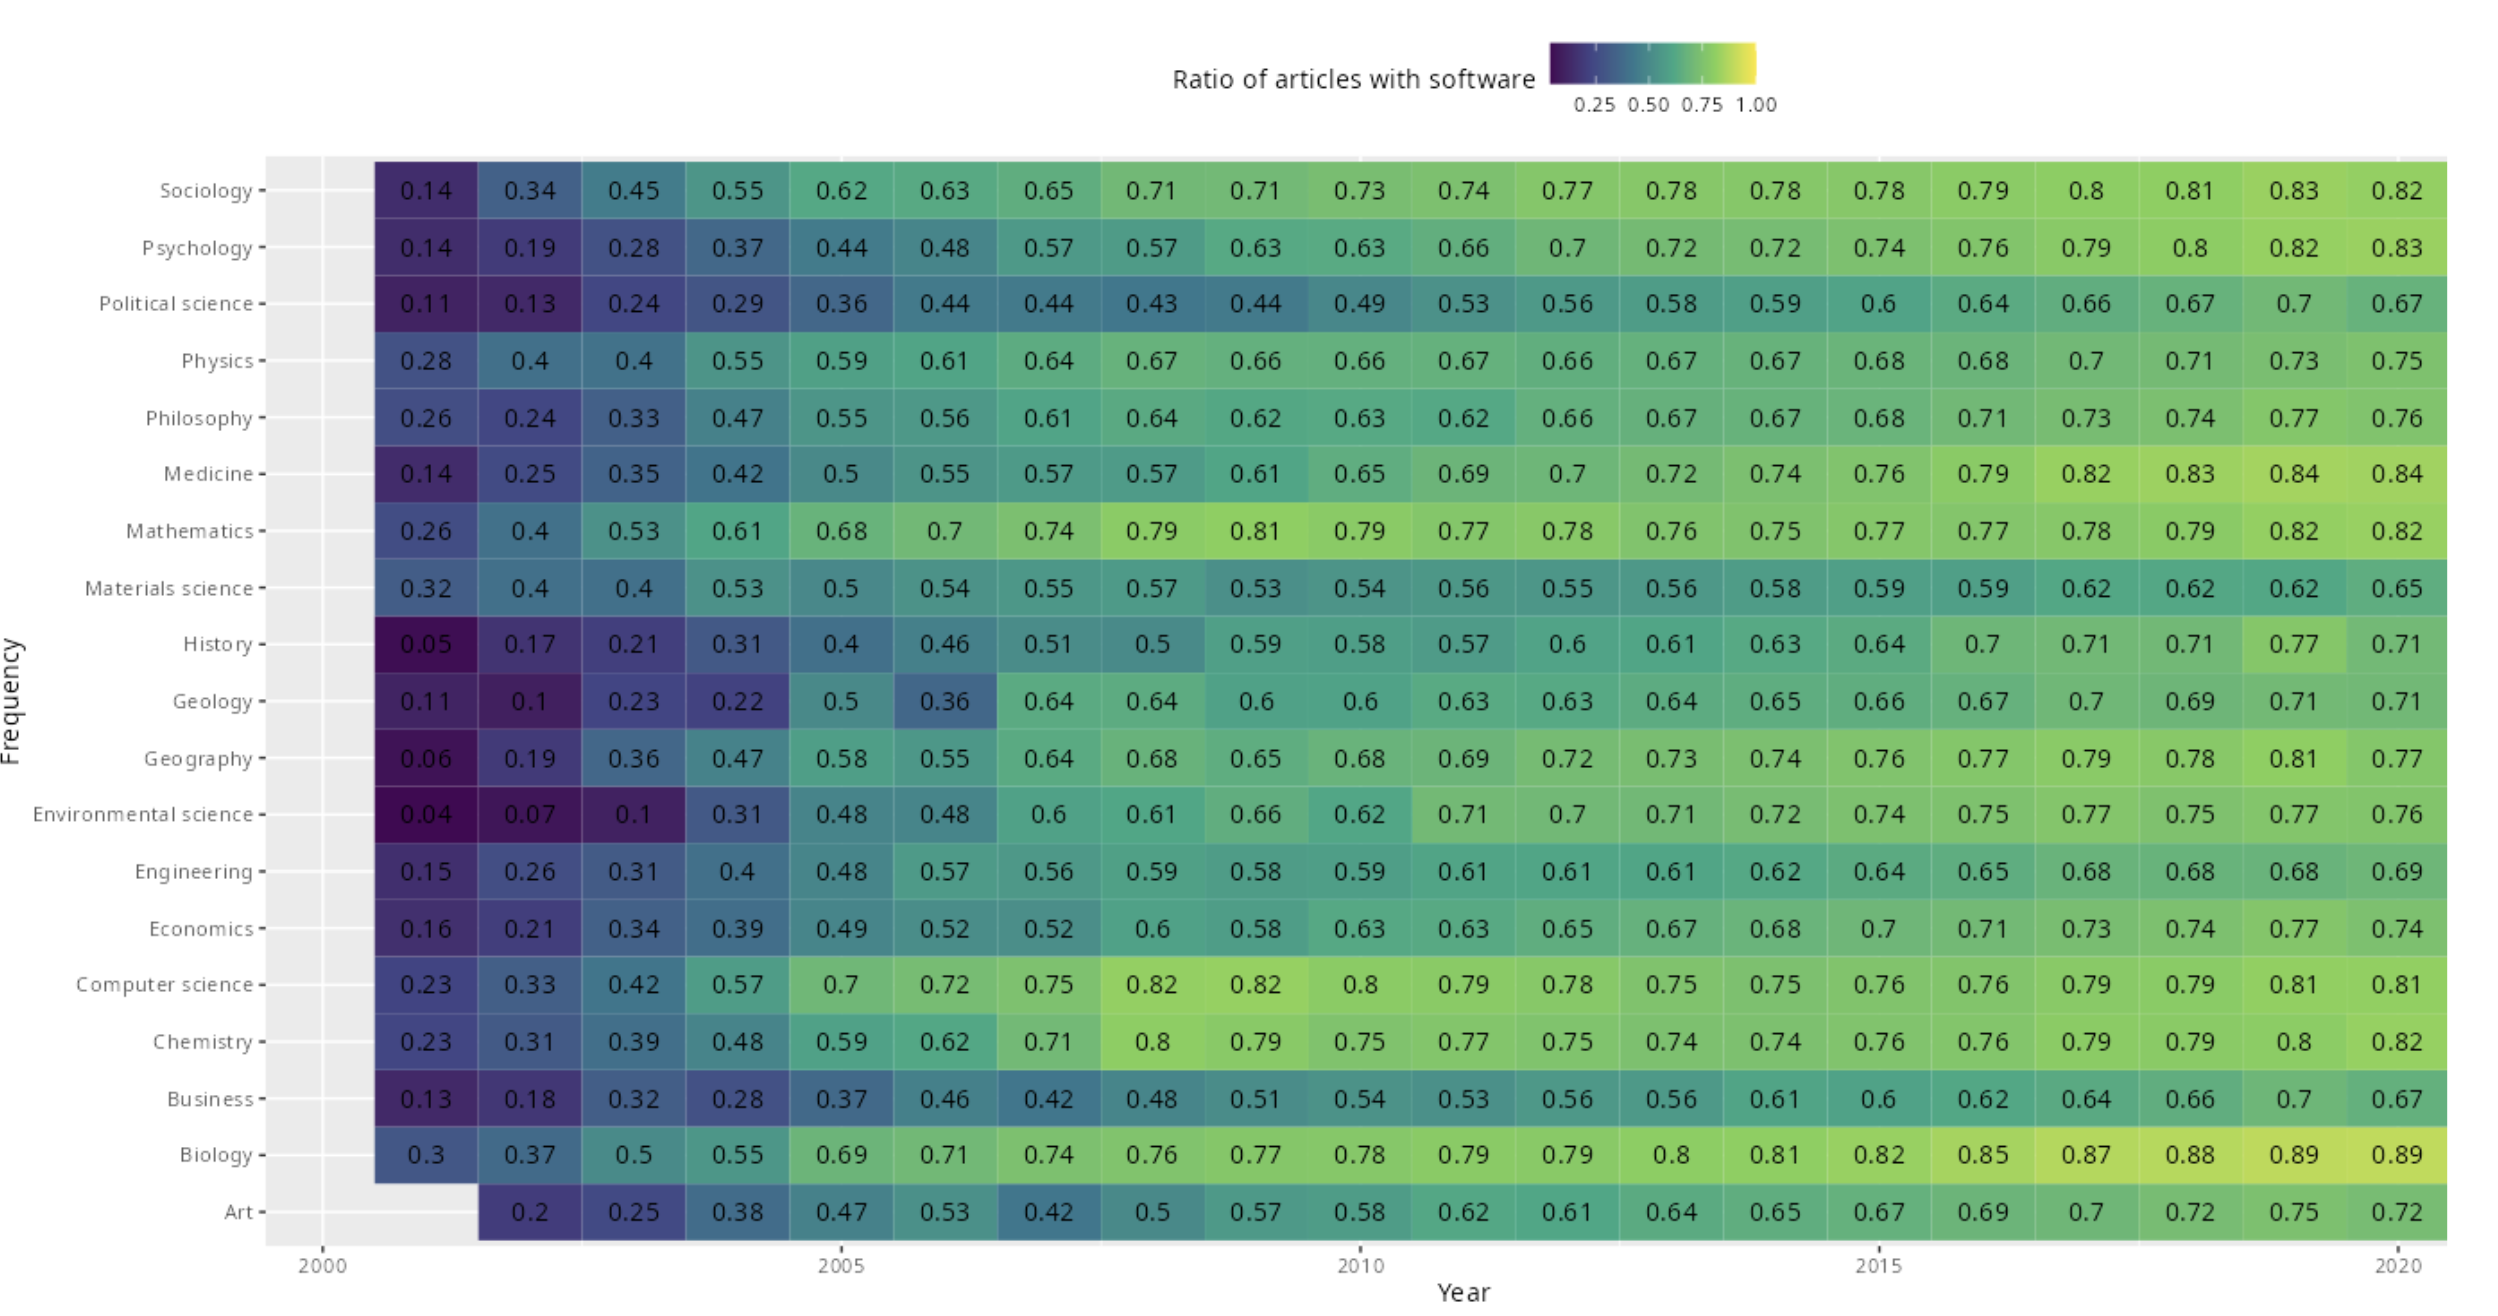 Ratio of articles with software
0.25 0.50 0.75 1.00
Frequency
Sociology 0.14 0.34 0.45 0.55 0.62 0.63 0.65 0.71 0.71 0.73 0.74 0.77 0.78 0.78 0.78 0.79 0.8 0.81 0.83 0.82
Psychology 0.14 0.19 0.28 0.37 0.44 0.48 0.57 0.57 0.63 0.63 0.66 0.7 0.72 0.72 0.74 0.76 0.79 0.8 0.82 0.83
Political science 0.11 0.13 0.24 0.29 0.36 0.44 0.44 0.43 0.44 0.49 0.53 0.56 0.58 0.59 0.6 0.64 0.66 0.67 0.7 0.67
Physics 0.28 0.4 0.4 0.55 0.59 0.61 0.64 0.67 0.66 0.66 0.67 0.66 0.67 0.67 0.68 0.68 0.7 0.71 0.73 0.75
Philosophy 0.26 0.24 0.33 0.47 0.55 0.56 0.61 0.64 0.62 0.63 0.62 0.66 0.67 0.67 0.68 0.71 0.73 0.74 0.77 0.76
Medicine 0.14 0.25 0.35 0.42 0.5 0.55 0.57 0.57 0.61 0.65 0.69 0.7 0.72 0.74 0.76 0.79 0.82 0.83 0.84 0.84
Mathematics 0.26 0.4 0.53 0.61 0.68 0.7 0.74 0.79 0.81 0.79 0.77 0.78 0.76 0.75 0.77 0.77 0.78 0.79 0.82 0.82
Materials science 0.32 0.4 0.4 0.53 0.5 0.54 0.55 0.57 0.53 0.54 0.56 0.55 0.56 0.58 0.59 0.59 0.62 0.62 0.62 0.65
History 0.05 0.17 0.21 0.31 0.4 0.46 0.51 0.5 0.59 0.58 0.57 0.6 0.61 0.63 0.64 0.7 0.71 0.71 0.77 0.71
Geology 0.11 0.1 0.23 0.22 0.5 0.36 0.64 0.64 0.6 0.6 0.63 0.63 0.64 0.65 0.66 0.67 0.7 0.69 0.71 0.71
Geography 0.06 0.19 0.36 0.47 0.58 0.55 0.64 0.68 0.65 0.68 0.69 0.72 0.73 0.74 0.76 0.77 0.79 0.78 0.81 0.77
Environmental science 0.04 0.07 0.1 0.31 0.48 0.48 0.6 0.61 0.66 0.62 0.71 0.7 0.71 0.72 0.74 0.75 0.77 0.75 0.77 0.76
Engineering 0.15 0.26 0.31 0.4 0.48 0.57 0.56 0.59 0.58 0.59 0.61 0.61 0.61 0.62 0.64 0.65 0.68 0.68 0.68 0.69
Economics 0.16 0.21 0.34 0.39 0.49 0.52 0.52 0.6 0.58 0.63 0.63 0.65 0.67 0.68 0.7 0.71 0.73 0.74 0.77 0.74
Computer science 0.23 0.33 0.42 0.57 0.7 0.72 0.75 0.82 0.82 0.8 0.79 0.78 0.75 0.75 0.76 0.76 0.79 0.79 0.81 0.81
Chemistry 0.23 0.31 0.39 0.48 0.59 0.62 0.71 0.8 0.79 0.75 0.77 0.75 0.74 0.74 0.76 0.76 0.79 0.79 0.8 0.82
Business 0.13 0.18 0.32 0.28 0.37 0.46 0.42 0.48 0.51 0.54 0.53 0.56 0.56 0.61 0.6 0.62 0.64 0.66 0.7 0.67
Biology 0.3 0.37 0.5 0.55 0.69 0.71 0.74 0.76 0.77 0.78 0.79 0.79 0.8 0.81 0.82 0.85 0.87 0.88 0.89 0.89
Art 0.2 0.25 0.38 0.47 0.53 0.42 0.5 0.57 0.58 0.62 0.61 0.64 0.65 0.67 0.69 0.7 0.72 0.75 0.72
2000 2005 2010 2015 2020
Year